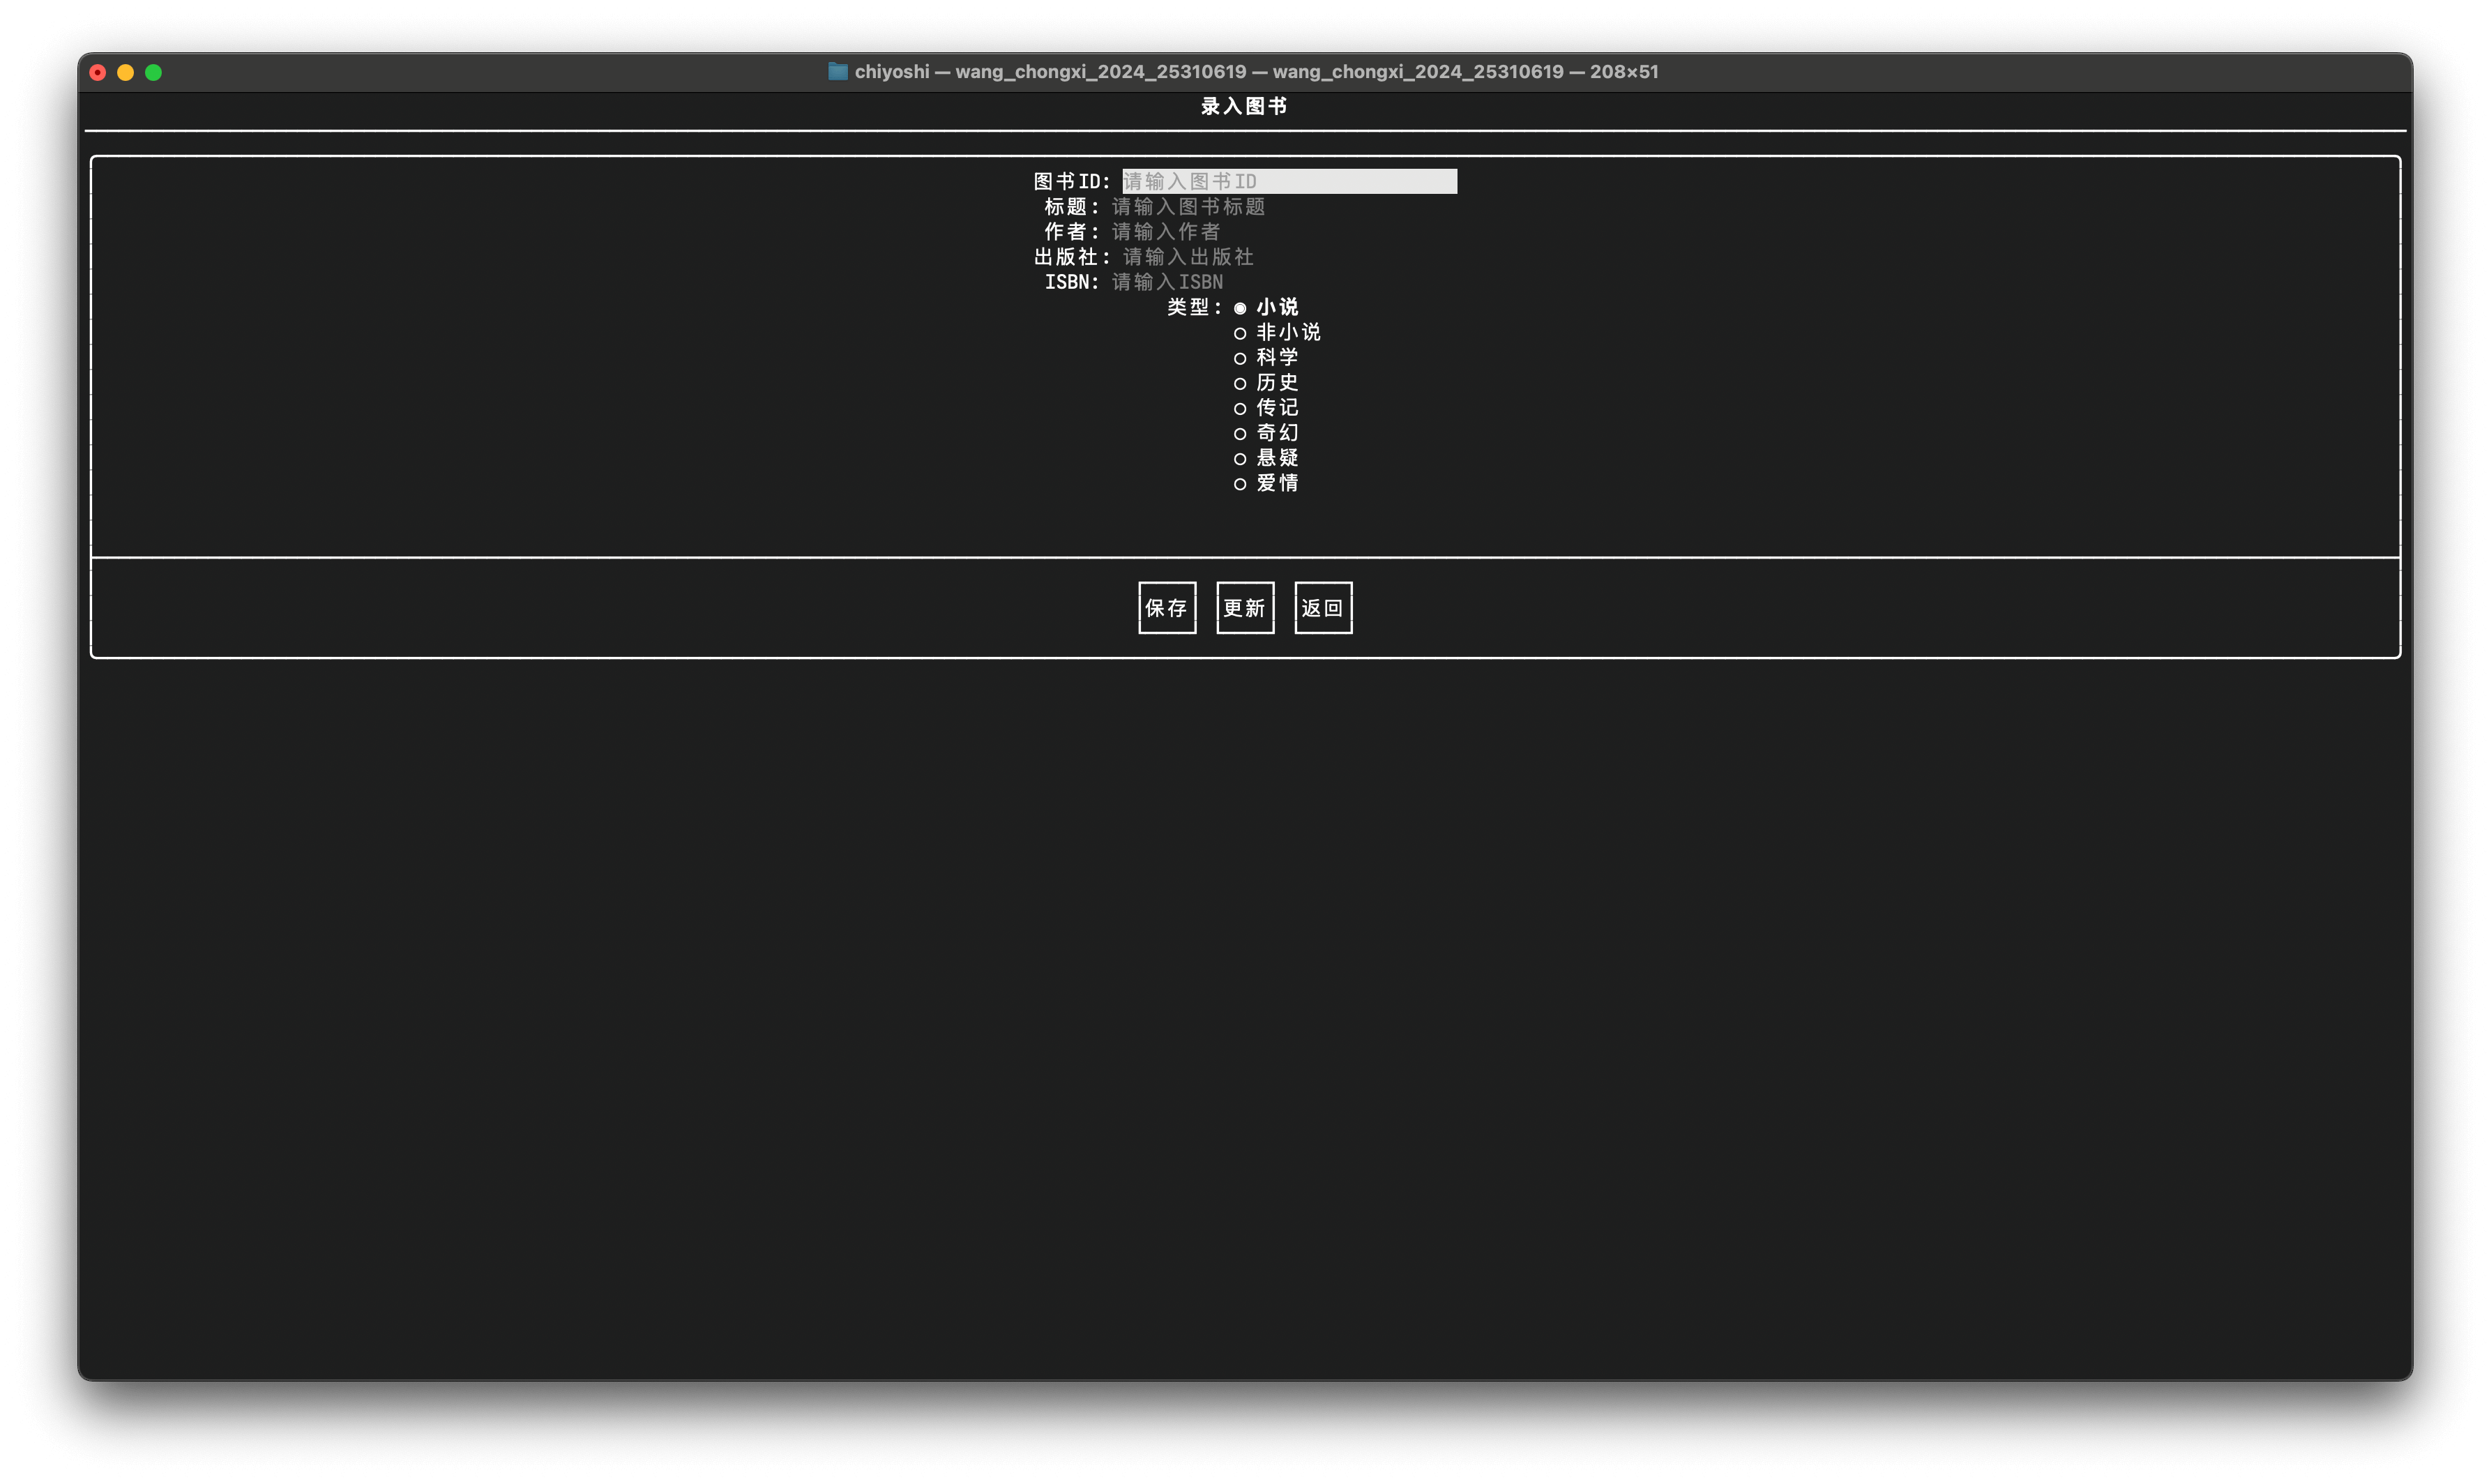 chiyoshi — wang_chongxi_2024_25310619 — wang_chongxi_2024_25310619 — 208×51
录入图书
图书ID: 请输入图书ID
标题: 请输入图书标题
作者: 请输入作者
出版社: 请输入出版社
ISBN: 请输入ISBN
类型: ◉ 小说
○ 非小说
○ 科学
○ 历史
○ 传记
○ 奇幻
○ 悬疑
○ 爱情
保存 更新 返回